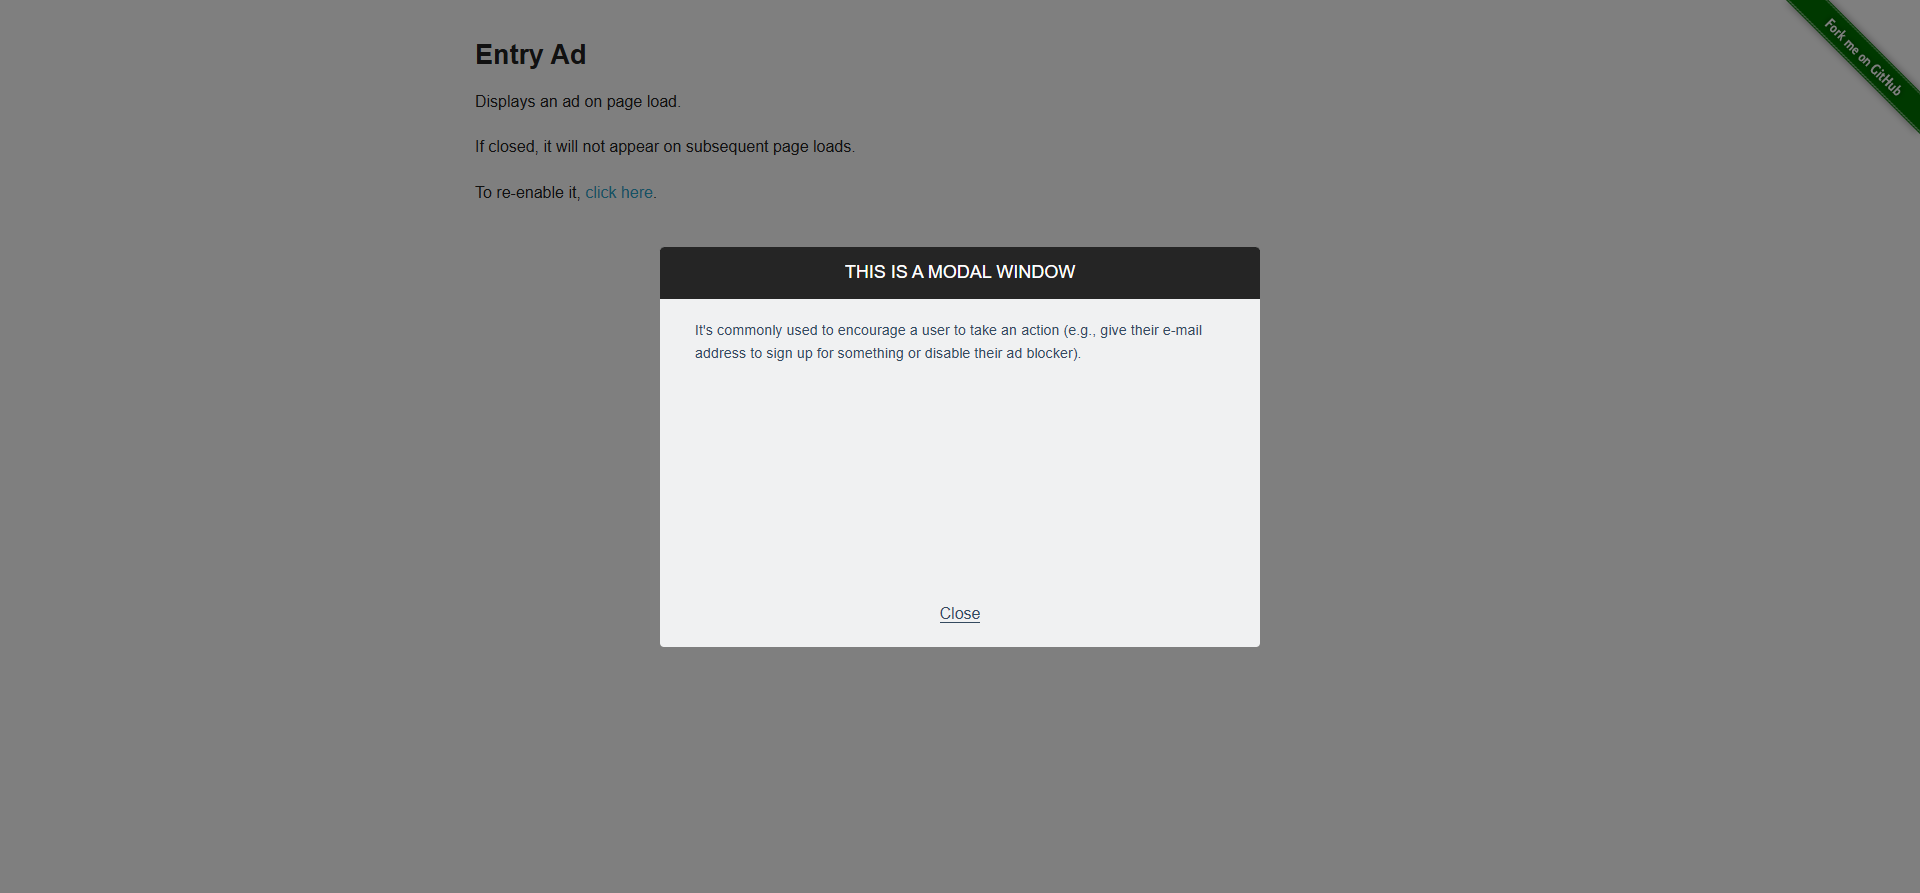 Entry Ad
Displays an ad on page load.
If closed, it will not appear on subsequent page loads.
To re-enable it, click here.
Fork me on GitHub
THIS IS A MODAL WINDOW
It's commonly used to encourage a user to take an action (e.g., give their e-mail
address to sign up for something or disable their ad blocker).
Close